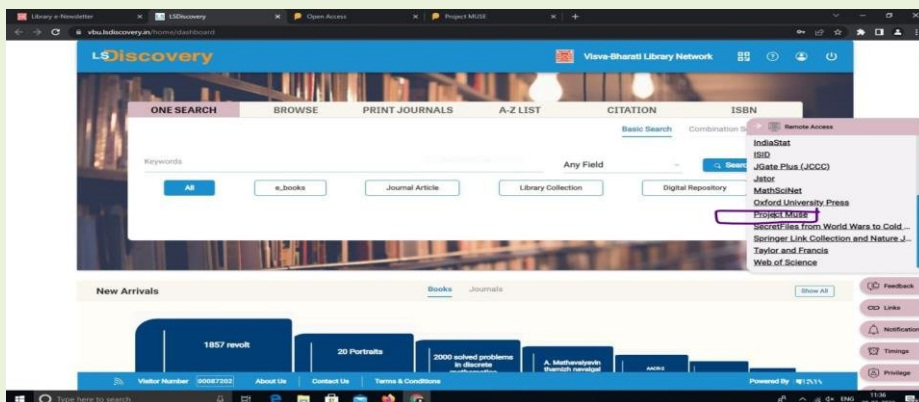 Library e-Newsletter
LSDiscovery
Open Access
Project MUSE
vbu.lsdiscovery.in/home/dashboard
LSDiscovery
Visva-Bharati Library Network
ONE SEARCH BROWSE PRINT JOURNALS A-Z LIST CITATION ISBN
Basic Search Combination S
Keywords
Any Field
Searc
All e_books Journal Article Library Collection Digital Repository
Remote Access
IndiaStat
ISID
JGate Plus (JCCC)
Jstor
MathSciNet
Oxford University Press
Project Muse
SecretFiles from World Wars to Cold ...
Springer Link Collection and Nature J...
Taylor and Francis
Web of Science
New Arrivals Books Journals Show All
Feedback
Links
Notification
Timings
Privilege
1857 revolt
20 Portraits
2000 solved problems
in discrete
mathematics
A. Mathavaiyavin
thamizh navalgal
Visitor Number 00087202 About Us Contact Us Terms & Conditions Powered By
Type here to search
ENG
11:36